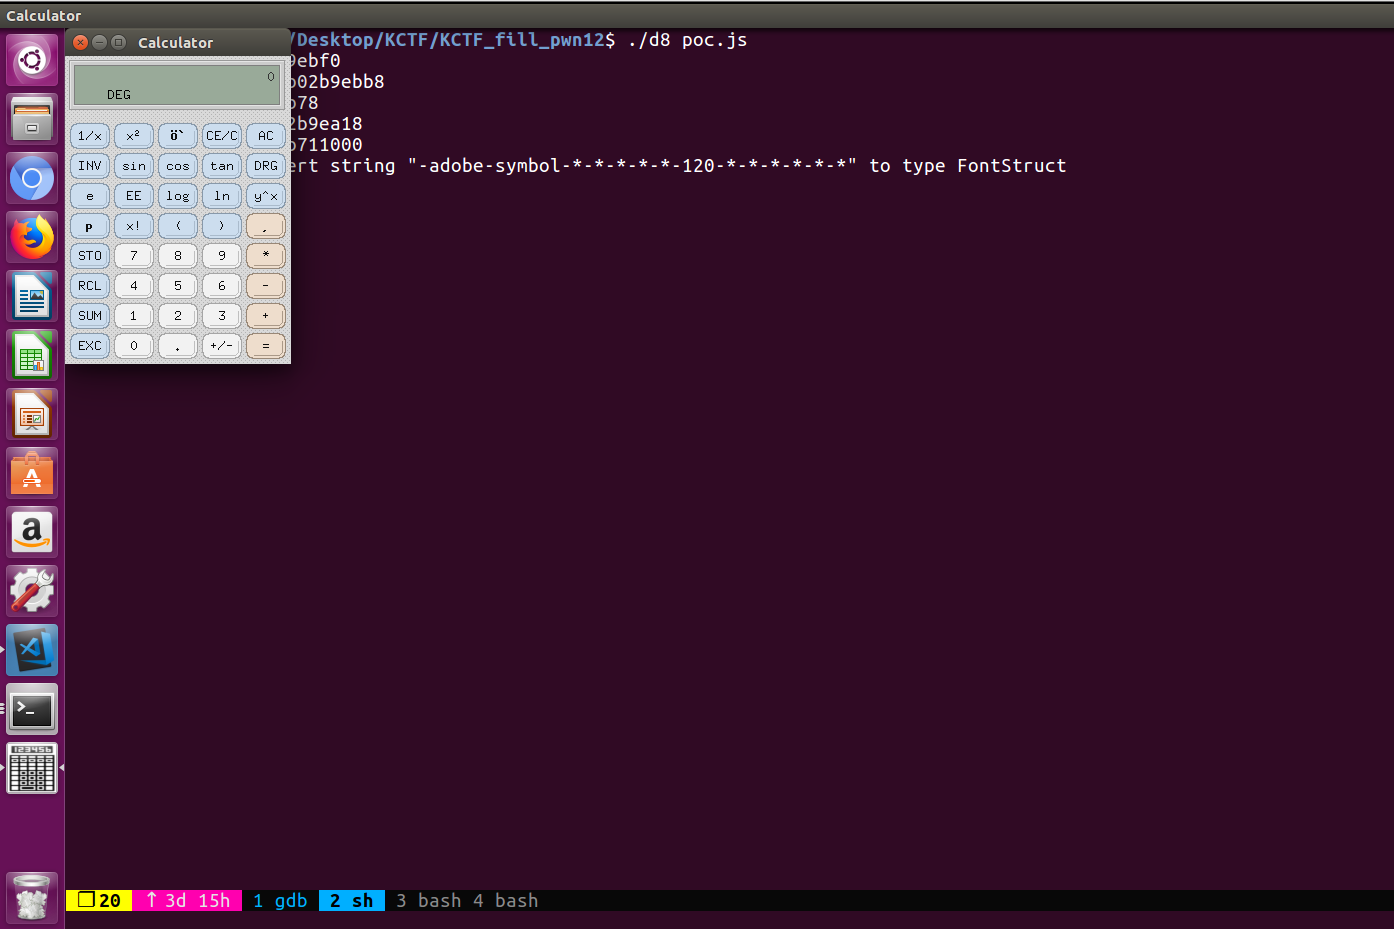 Calculator
Calculator
/Desktop/KCTF/KCTF_fill_pwn12$ ./d8 poc.js
9ebf0
b02b9ebb8
b78
2b9ea18
b711000
ert string "-adobe-symbol-*-*-*-*-*-120-*-*-*-*-*-*" to type FontStruct
0
DEG
1/x x² ö` CE/C AC
INV sin cos tan DRG
e EE log ln y^x
p x! ( ) ,
STO 7 8 9 *
RCL 4 5 6 -
SUM 1 2 3 +
EXC 0 . +/- =
123456
20 ↑ 3d 15h 1 gdb 2 sh 3 bash 4 bash